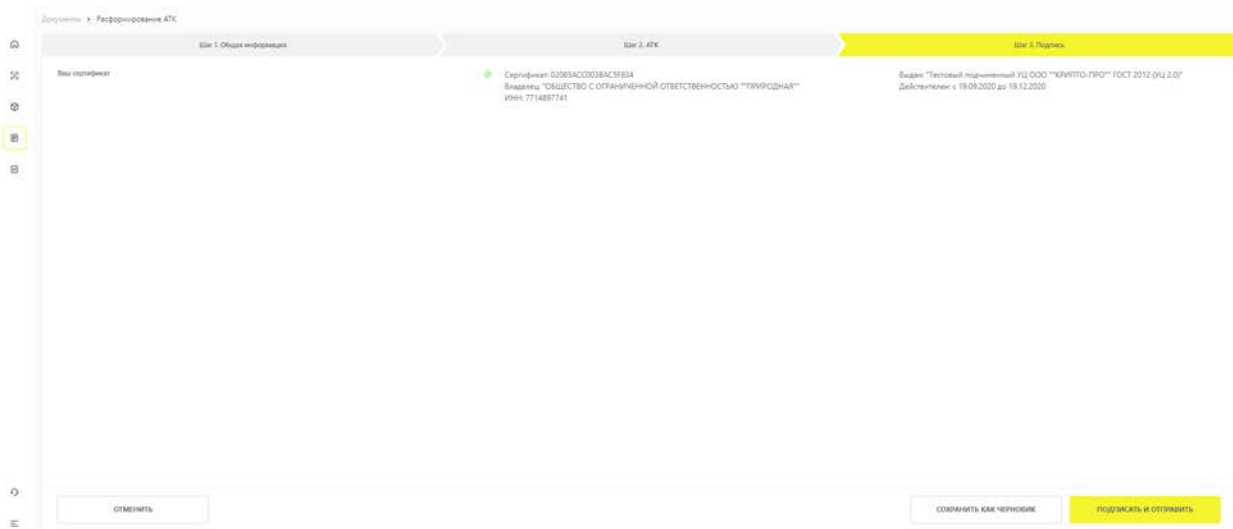 Документы > Расформирование АТК
Шаг 1. Общая информация
Шаг 2. АТК
Шаг 3. Подпись
Ваш сертификат
Сертификат: 02085ACC003BAC5F834
Владелец: "ОБЩЕСТВО С ОГРАНИЧЕННОЙ ОТВЕТСТВЕННОСТЬЮ ""ПРИРОДНАЯ""
ИНН: 7714897741
Выдан: "Тестовый подчиненный УЦ ООО ""КРИПТО-ПРО"" ГОСТ 2012 (УЦ 2.0)"
Действителен: с 19.09.2020 до 19.12.2020
ОТМЕНИТЬ
СОХРАНИТЬ КАК ЧЕРНОВИК
ПОДПИСАТЬ И ОТПРАВИТЬ